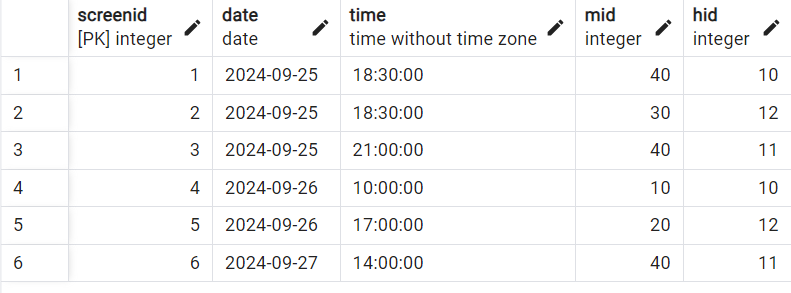 screenid date time mid hid
[PK] integer date time without time zone integer integer
1 1 2024-09-25 18:30:00 40 10
2 2 2024-09-25 18:30:00 30 12
3 3 2024-09-25 21:00:00 40 11
4 4 2024-09-26 10:00:00 10 10
5 5 2024-09-26 17:00:00 20 12
6 6 2024-09-27 14:00:00 40 11